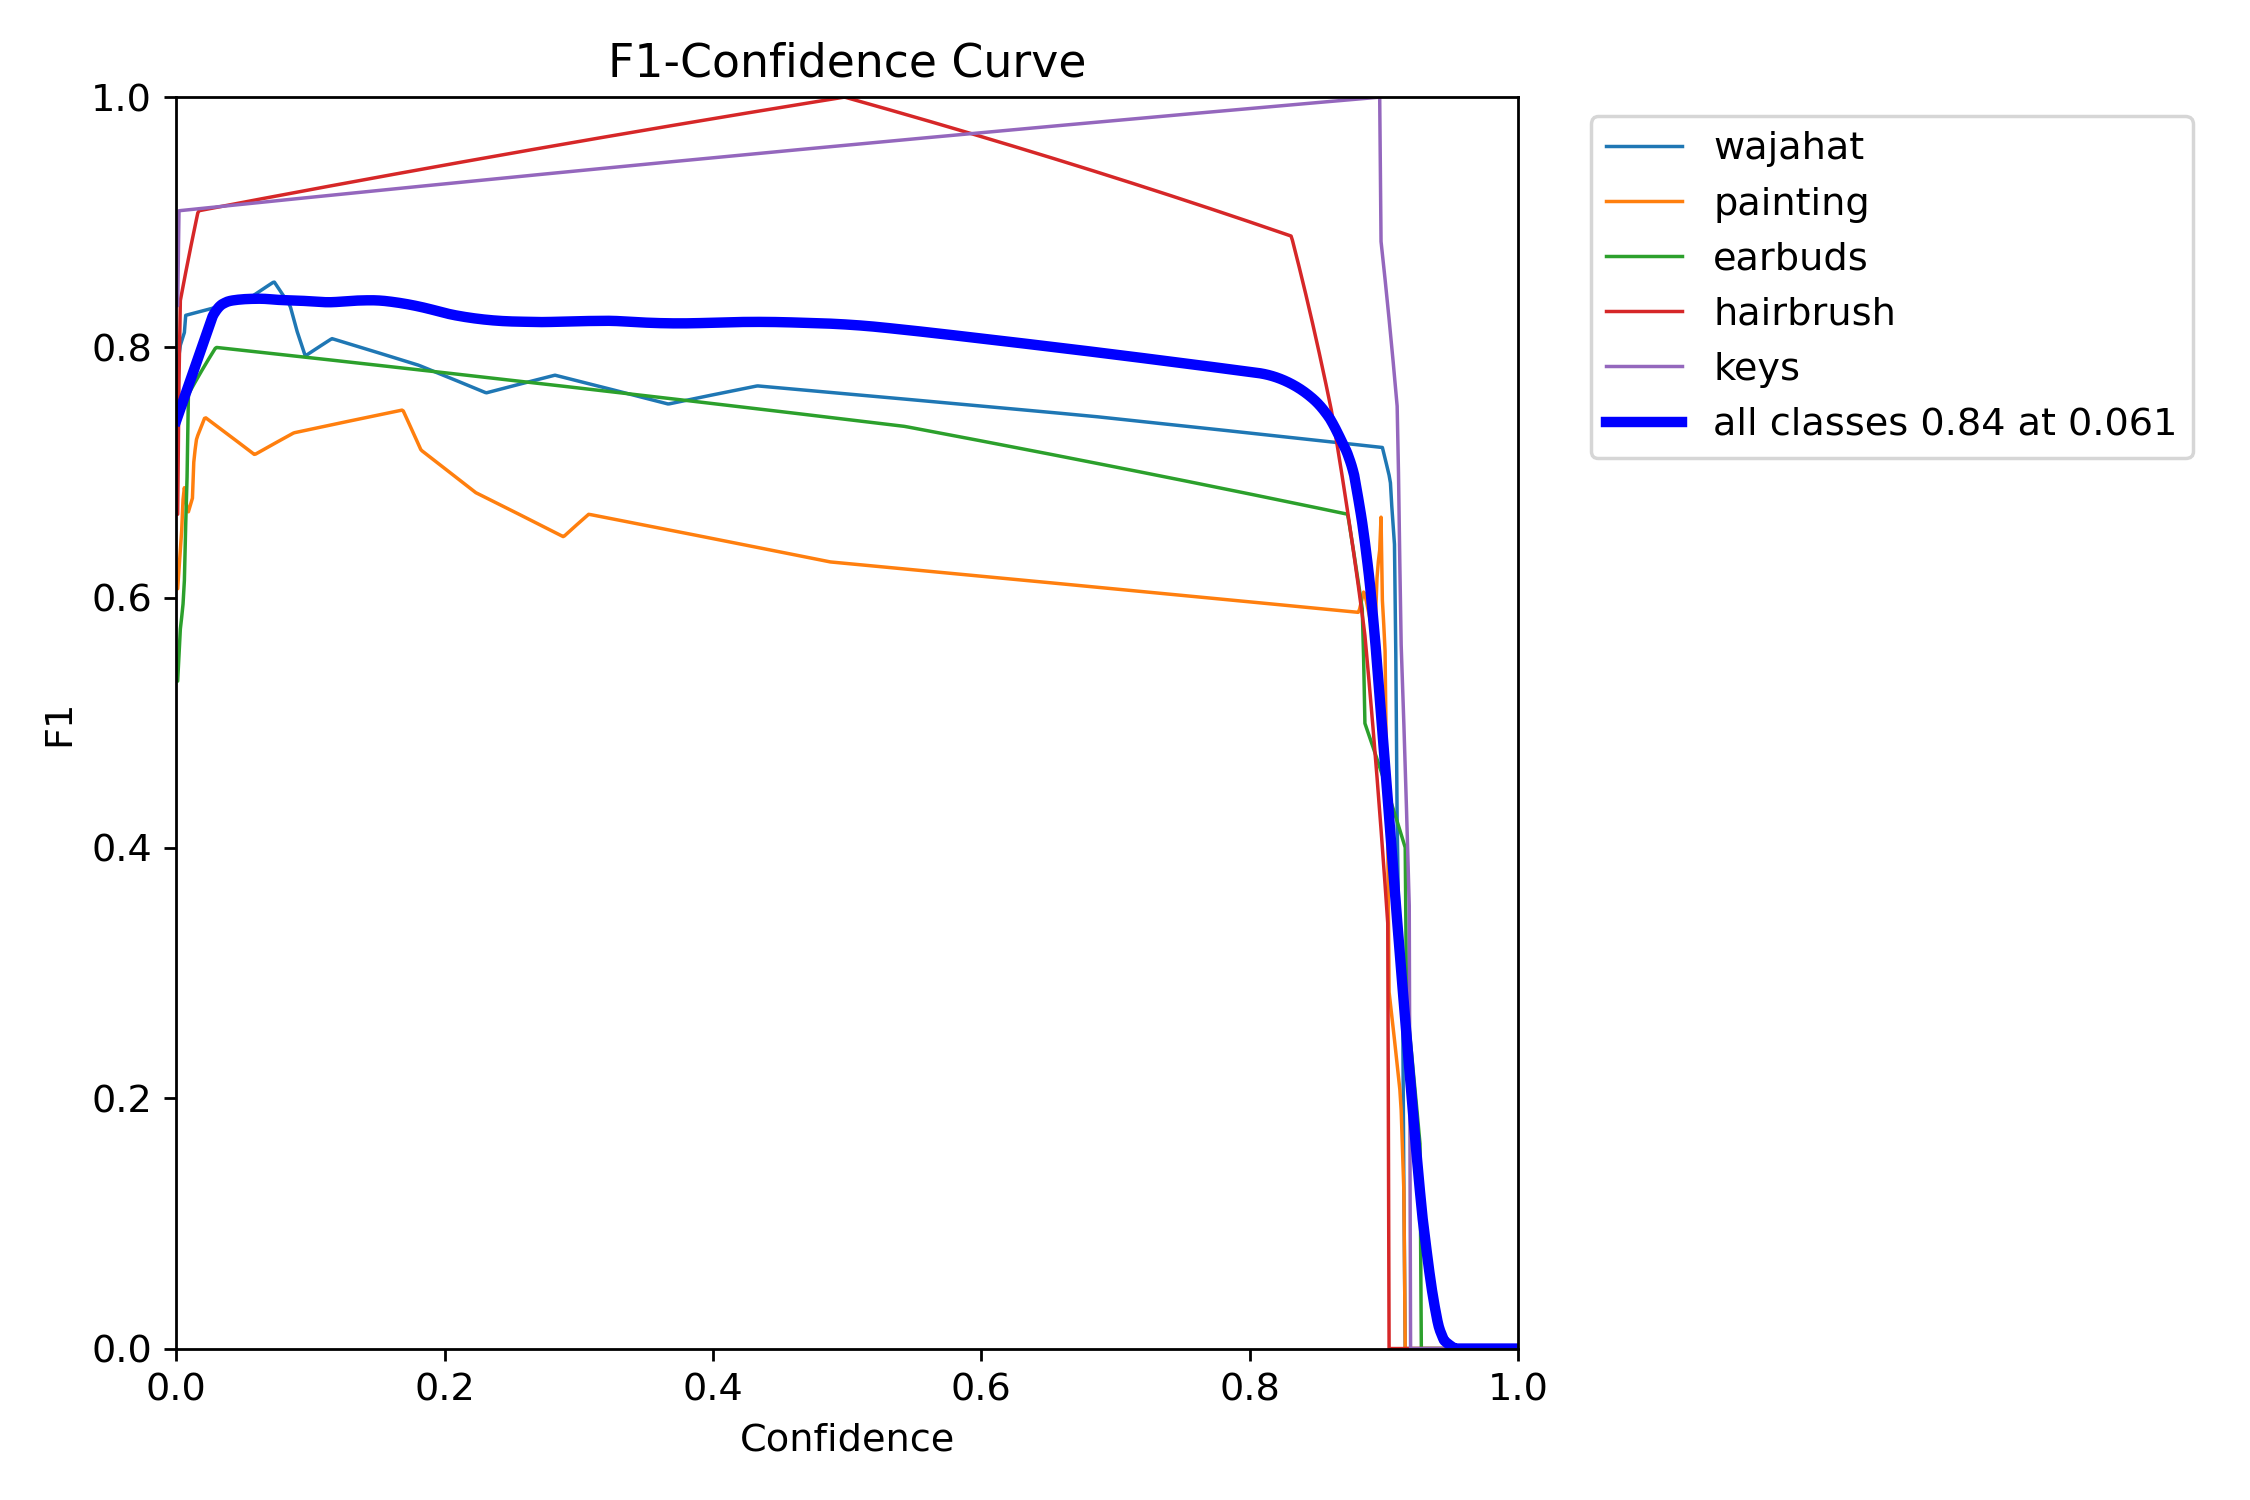 F1-Confidence Curve
1.0
0.8
0.6
0.4
0.2
0.0
F1
0.0 0.2 0.4 0.6 0.8 1.0
Confidence
wajahat
painting
earbuds
hairbrush
keys
all classes 0.84 at 0.061